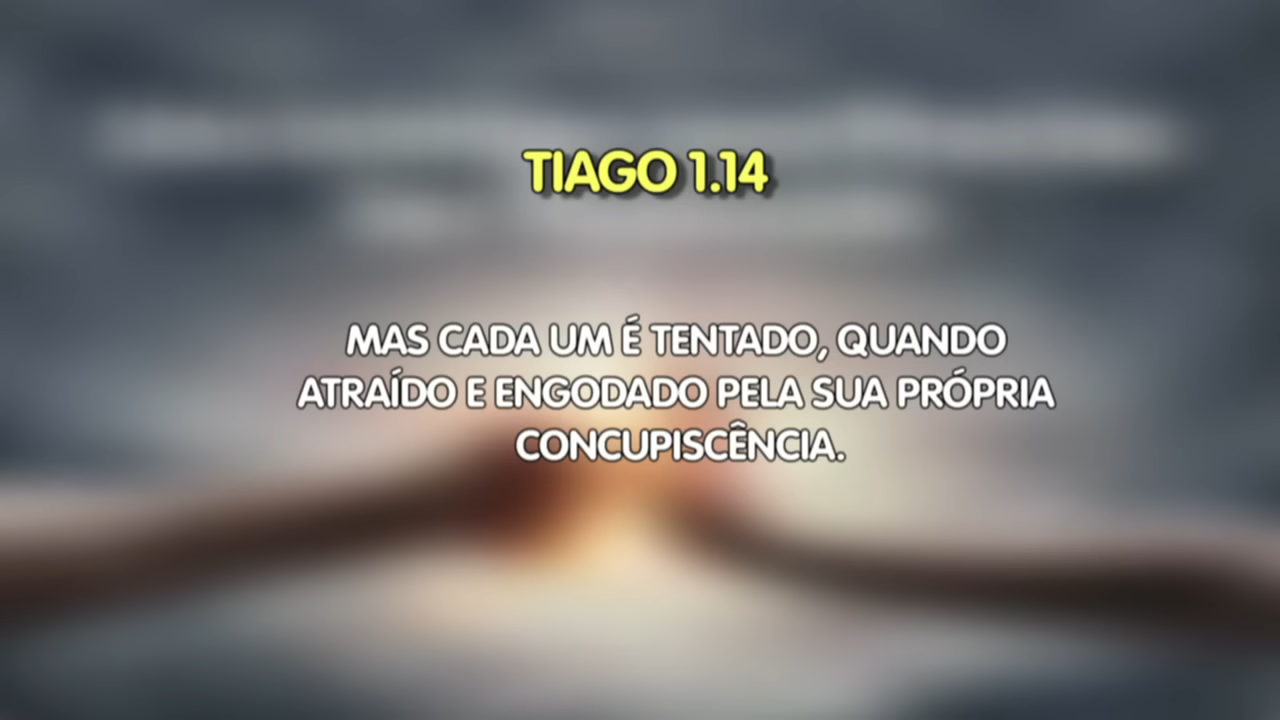 TIAGO 1.14
MAS CADA UM É TENTADO, QUANDO
ATRAÍDO E ENGODADO PELA SUA PRÓPRIA
CONCUPISCÊNCIA.